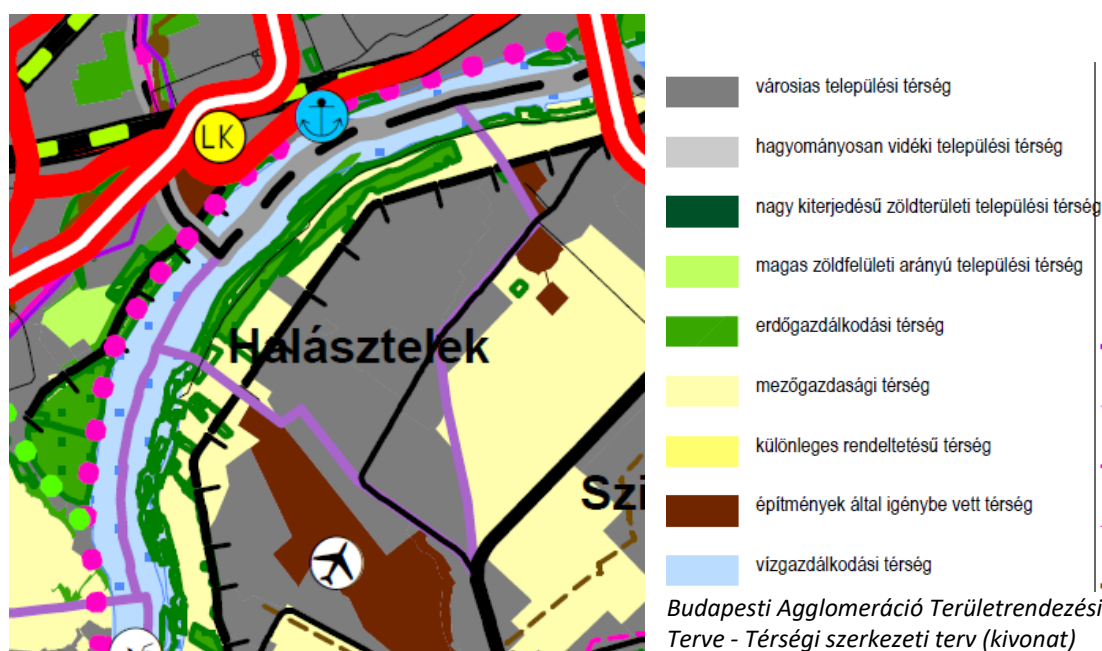 LK
Halásztelek
Szi
városias települési térség
hagyományosan vidéki települési térség
nagy kiterjedésű zöldterületi települési térség
magas zöldfelületi arányú települési térség
erdőgazdálkodási térség
mezőgazdasági térség
különleges rendeltetésű térség
építmények által igénybe vett térség
vízgazdálkodási térség
Budapesti Agglomeráció Területrendezési
Terve - Térségi szerkezeti terv (kivonat)